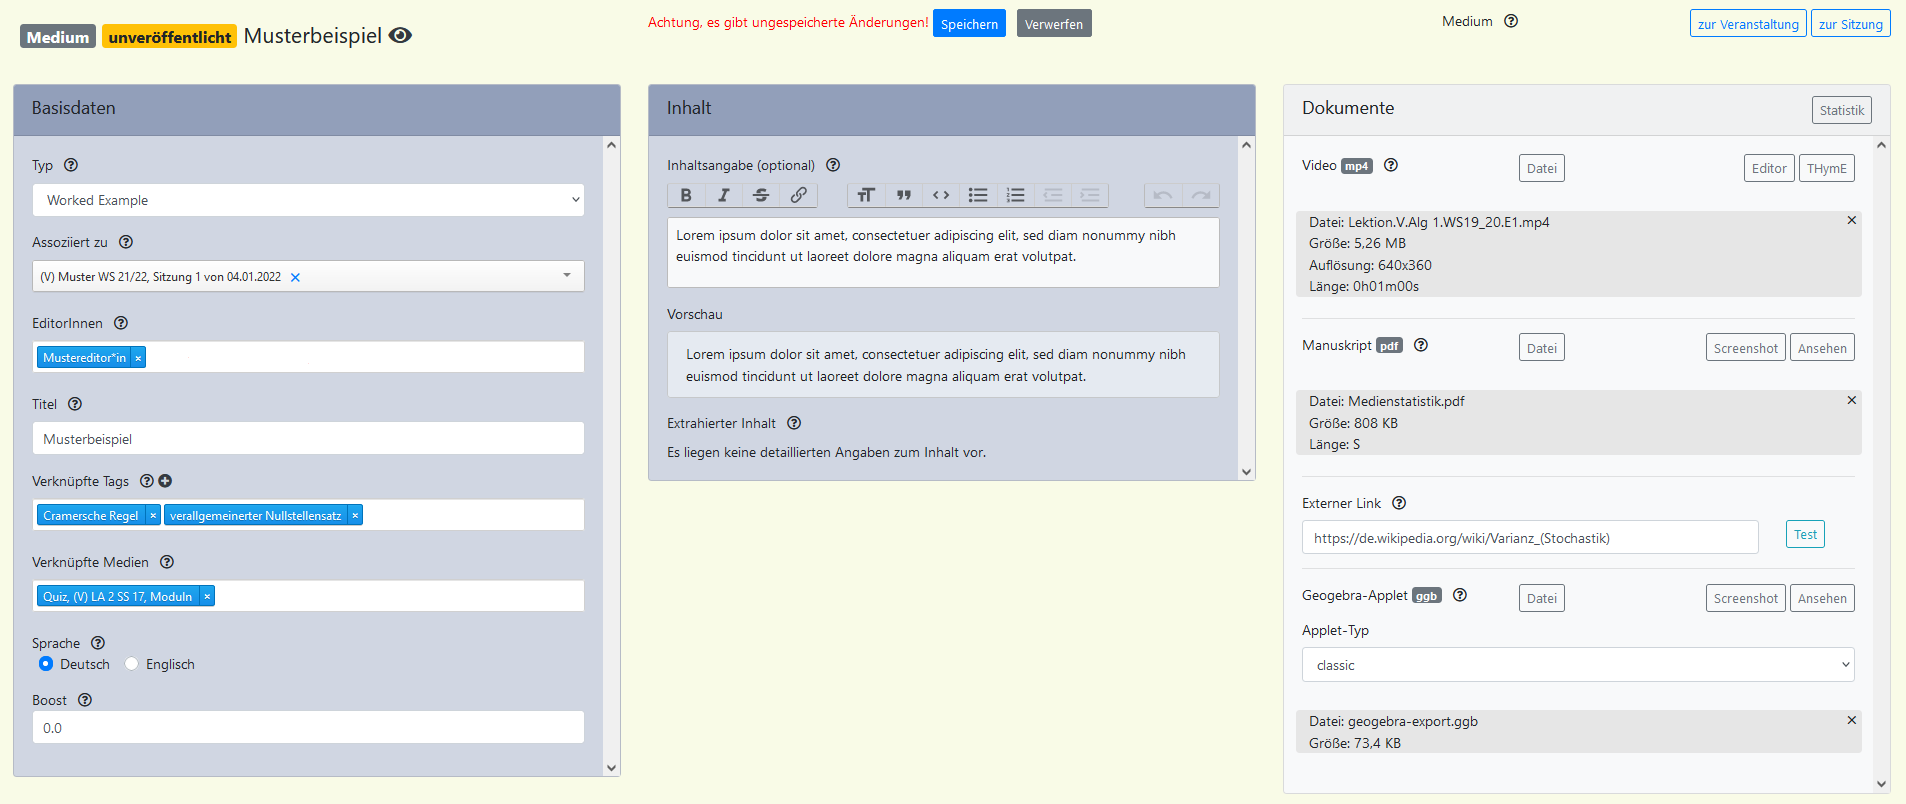 Medium unveröffentlicht Musterbeispiel
Achtung, es gibt ungespeicherte Änderungen! Speichern Verwerfen
Medium
zur Veranstaltung zur Sitzung
Basisdaten
Typ
Worked Example
Assoziiert zu
(V) Muster WS 21/22, Sitzung 1 von 04.01.2022 ×
EditorInnen
Mustereditor*in ×
Titel
Musterbeispiel
Verknüpfte Tags
Cramersche Regel × verallgemeinerter Nullstellensatz ×
Verknüpfte Medien
Quiz, (V) LA 2 SS 17, Moduln ×
Sprache
Deutsch Englisch
Boost
0.0
Inhalt
Inhaltsangabe (optional)
Lorem ipsum dolor sit amet, consectetuer adipiscing elit, sed diam nonummy nibh
euismod tincidunt ut laoreet dolore magna aliquam erat volutpat.
Vorschau
Lorem ipsum dolor sit amet, consectetuer adipiscing elit, sed diam nonummy nibh
euismod tincidunt ut laoreet dolore magna aliquam erat volutpat.
Extrahierter Inhalt
Es liegen keine detaillierten Angaben zum Inhalt vor.
Dokumente Statistik
Video mp4 Datei Editor THymE
Datei: Lektion.V.Alg 1.WS19_20.E1.mp4
Größe: 5,26 MB
Auflösung: 640x360
Länge: 0h01m00s
Manuskript pdf Datei Screenshot Ansehen
Datei: Medienstatistik.pdf
Größe: 808 KB
Länge: S
Externer Link
https://de.wikipedia.org/wiki/Varianz_(Stochastik) Test
Geogebra-Applet ggb Datei Screenshot Ansehen
Applet-Typ
classic
Datei: geogebra-export.ggb
Größe: 73,4 KB